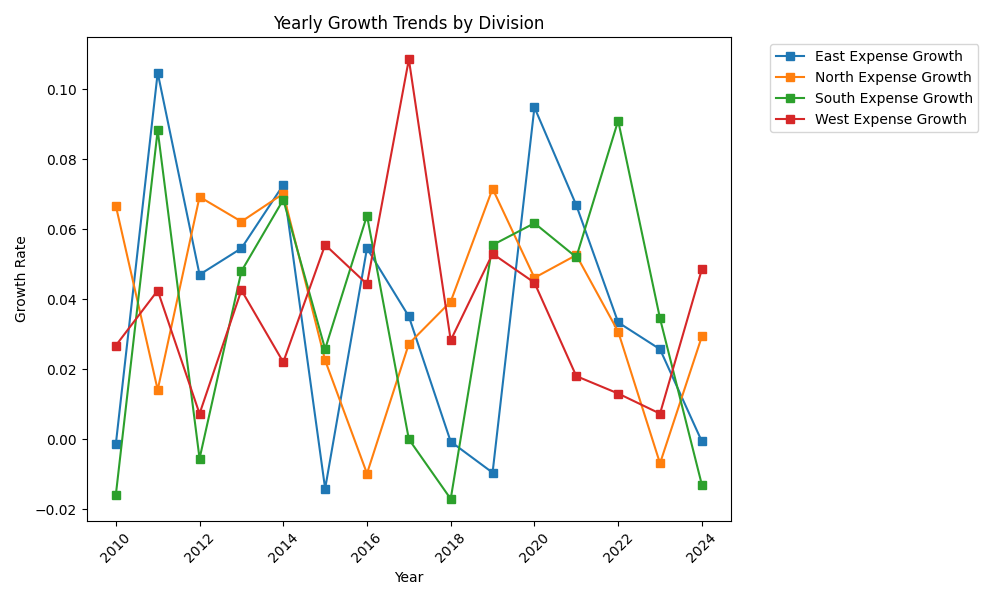 Yearly Growth Trends by Division
East Expense Growth
North Expense Growth
South Expense Growth
West Expense Growth
Growth Rate
0.10
0.08
0.06
0.04
0.02
0.00
−0.02
2010
2012
2014
2016
2018
2020
2022
2024
Year